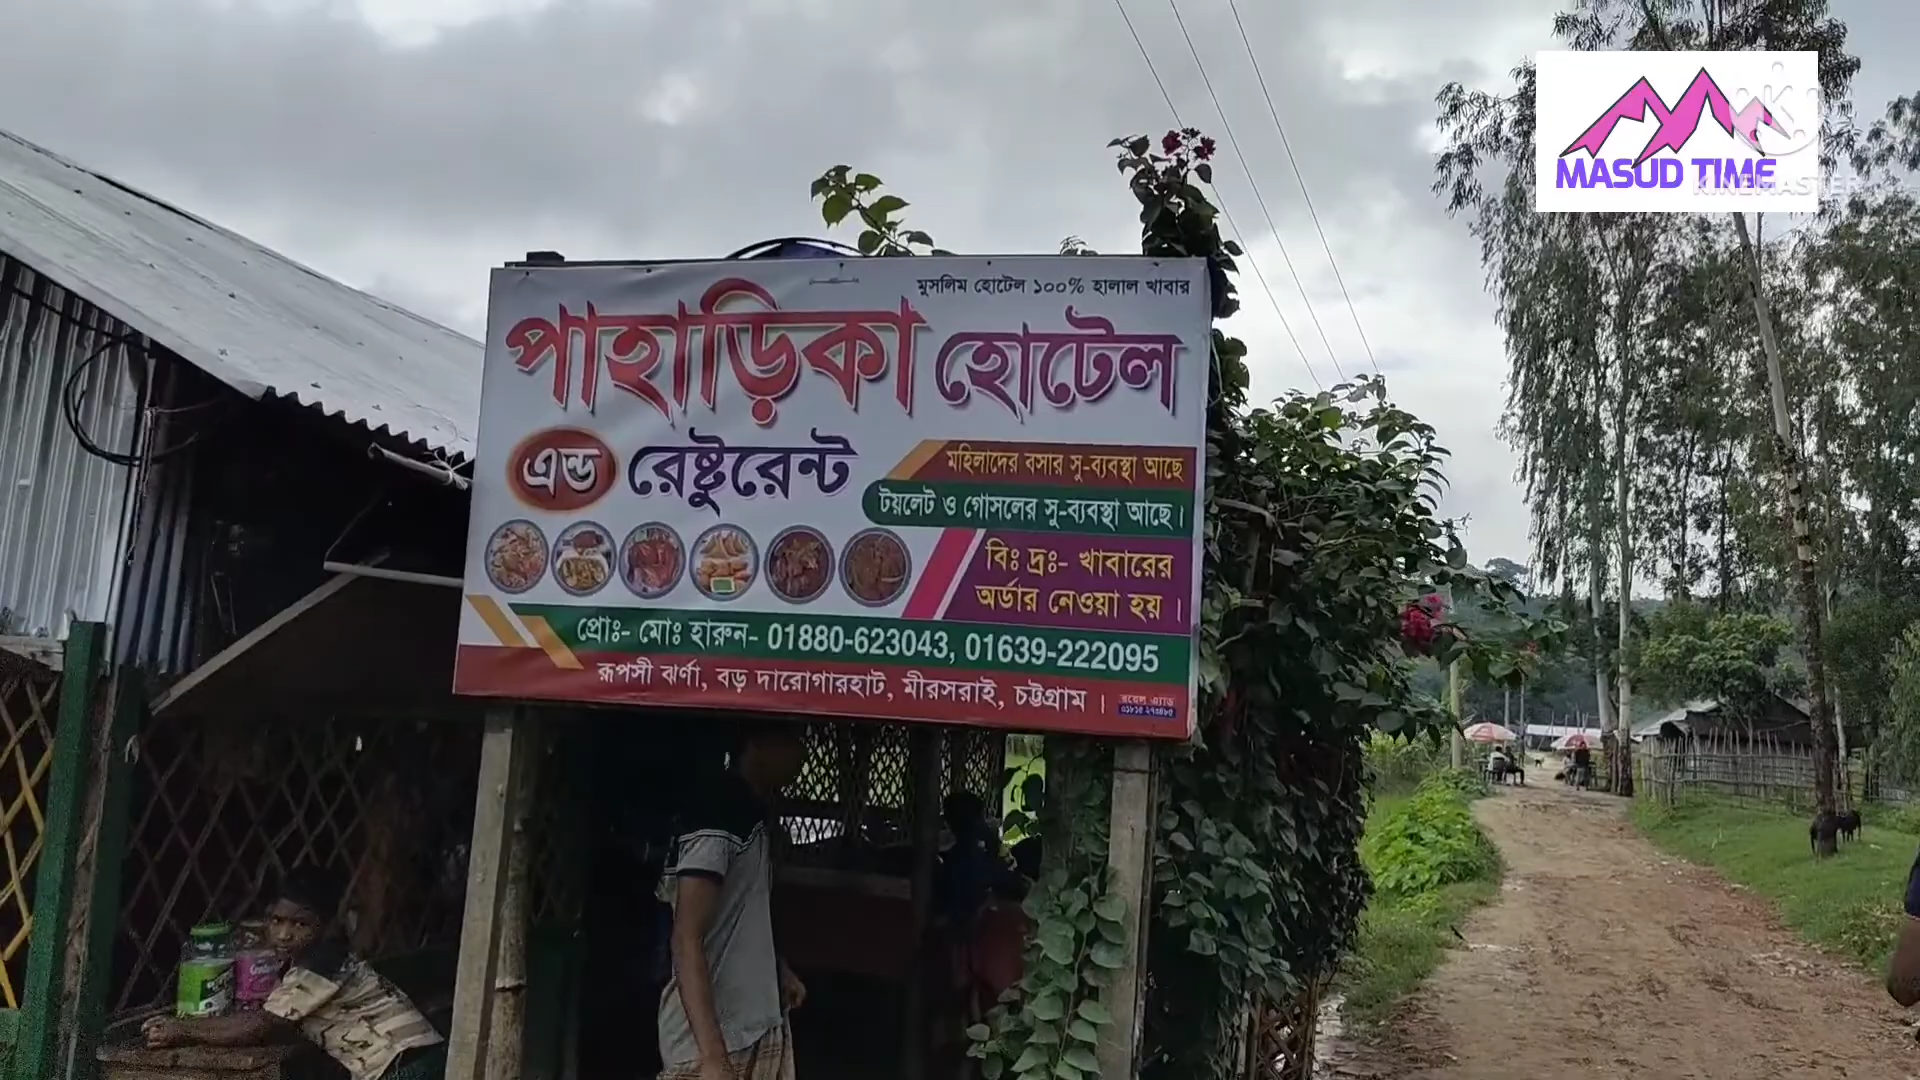 MASUD TIME
KINEMASTER
মুসলিম হোটেল ১০০% হালাল খাবার
পাহাড়িকা হোটেল
এন্ড রেষ্টুরেন্ট
মহিলাদের বসার সু-ব্যবস্থা আছে
টয়লেট ও গোসলের সু-ব্যবস্থা আছে।
বিঃ দ্রঃ- খাবারের
অর্ডার নেওয়া হয়।
প্রোঃ- মোঃ হারুন- 01880-623043, 01639-222095
রূপসী ঝর্ণা, বড় দারোগারহাট, মীরসরাই, চট্টগ্রাম।